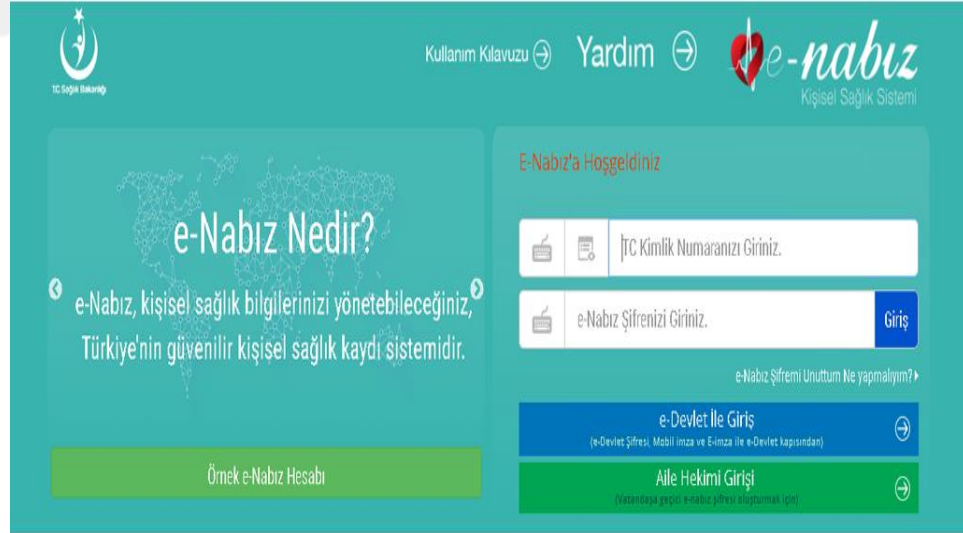 TC Sağlık Bakanlığı
Kullanım Kılavuzu
Yardım
e-nabız
Kişisel Sağlık Sistemi
e-Nabız Nedir?
e-Nabız, kişisel sağlık bilgilerinizi yönetebileceğiniz,
Türkiye'nin güvenilir kişisel sağlık kaydı sistemidir.
Örnek e-Nabız Hesabı
E-Nabız'a Hoşgeldiniz
TC Kimlik Numaranızı Giriniz.
e-Nabız Şifrenizi Giriniz.
Giriş
e-Nabız Şifremi Unuttum Ne yapmalıyım?
e-Devlet İle Giriş
(e-Devlet Şifresi, Mobil imza ve E-imza ile e-Devlet kapısından)
Aile Hekimi Girişi
(Vatandaşa geçici e-nabız şifresi oluşturmak için)